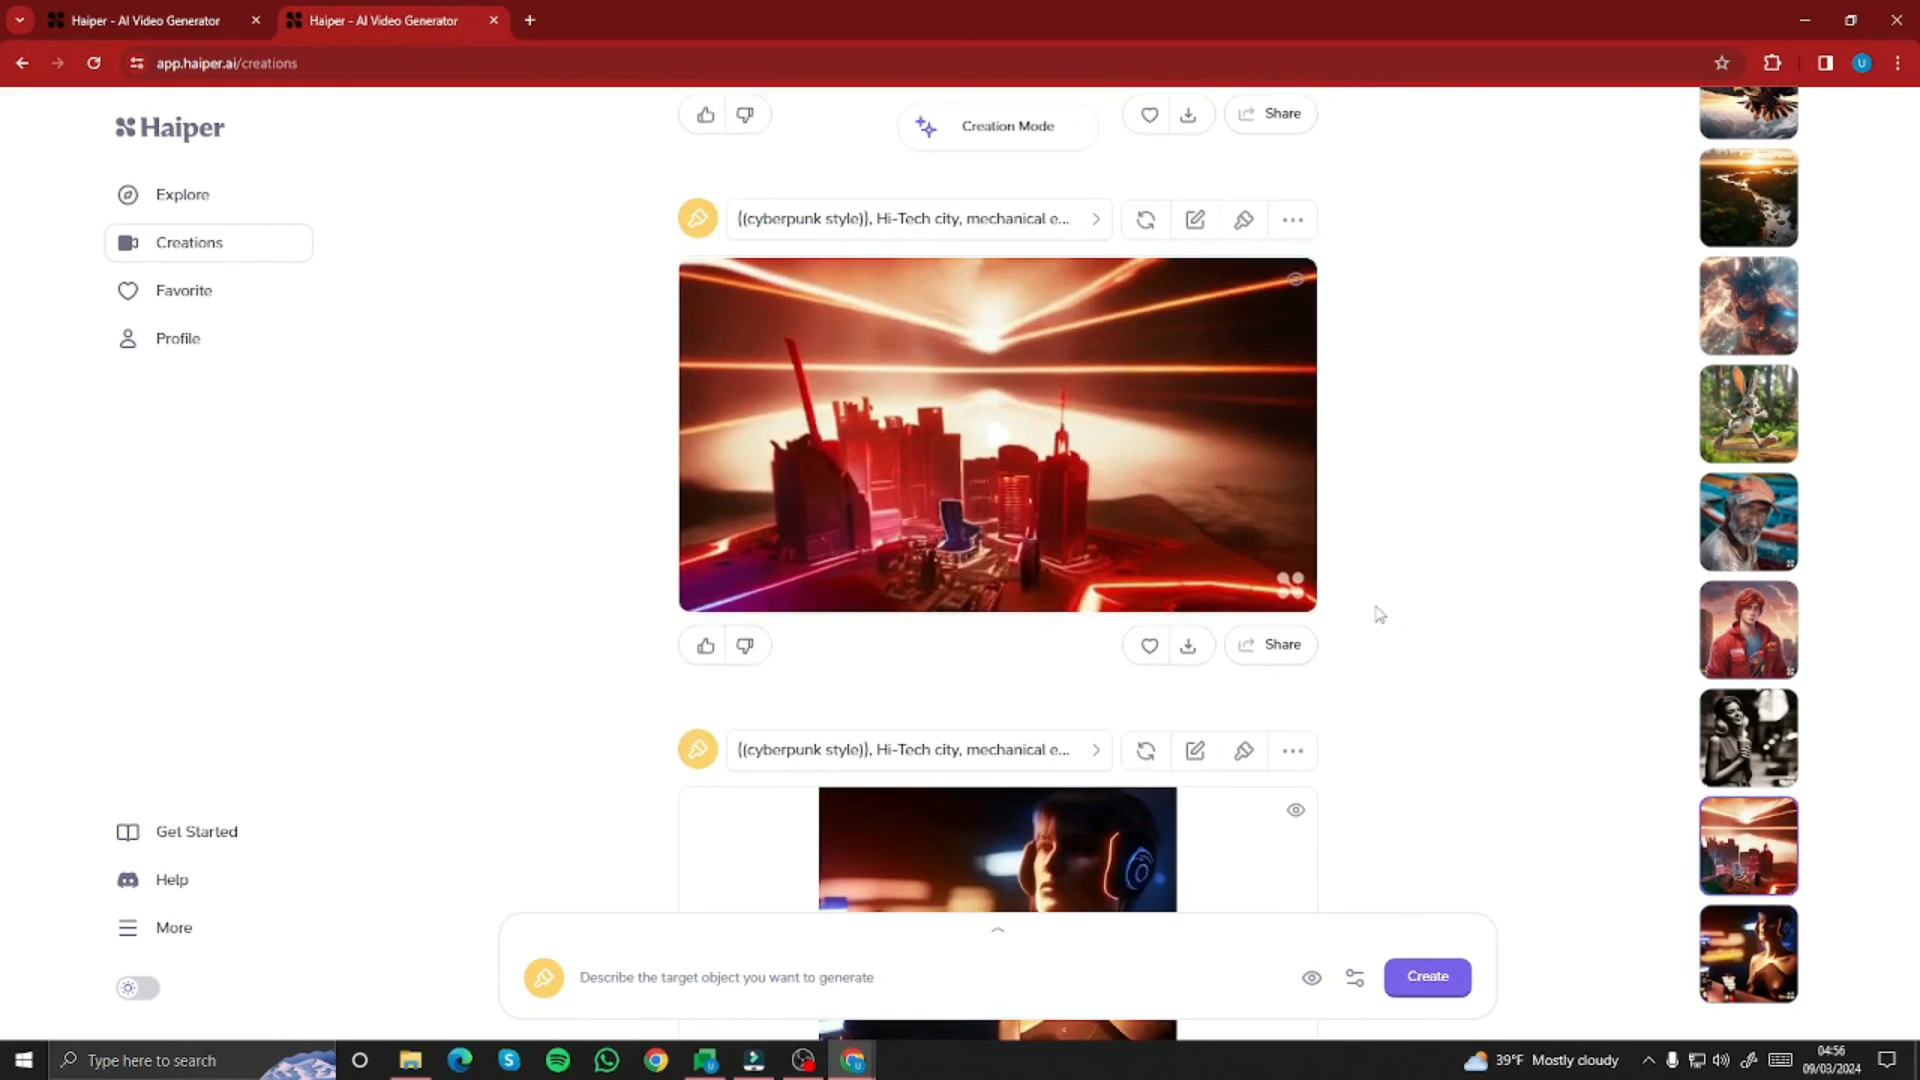 Haiper - AI Video Generator
Haiper - AI Video Generator
app.haiper.ai/creations
U
Haiper
Creation Mode
Share
Explore
Creations
Favorite
Profile
((cyberpunk style)), Hi-Tech city, mechanical e...
Share
((cyberpunk style)), Hi-Tech city, mechanical e...
Get Started
Help
More
Describe the target object you want to generate
Create
Type here to search
39°F Mostly cloudy
04:56
09/03/2024